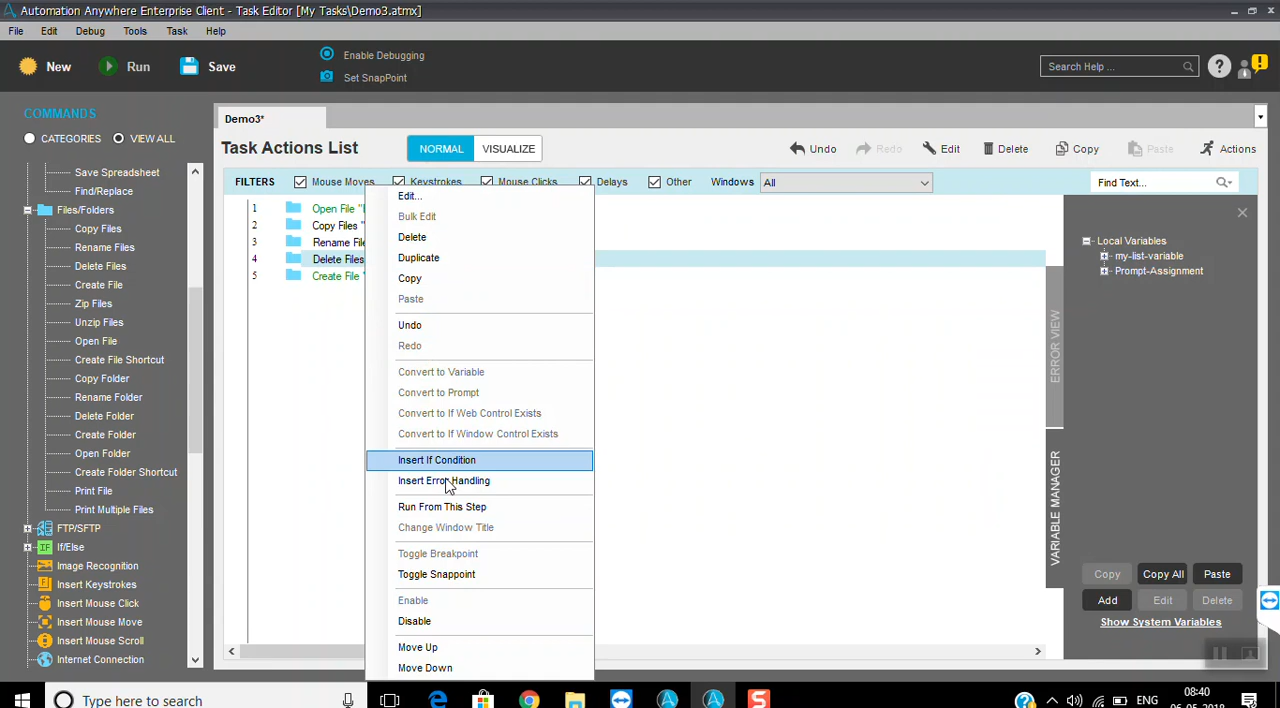 Automation Anywhere Enterprise Client - Task Editor [My Tasks\Demo3.atmx]
File Edit Debug Tools Task Help
New Run Save
Enable Debugging
Set SnapPoint
Search Help ...
COMMANDS
CATEGORIES VIEW ALL
Save Spreadsheet
Find/Replace
Files/Folders
Copy Files
Rename Files
Delete Files
Create File
Zip Files
Unzip Files
Open File
Create File Shortcut
Copy Folder
Rename Folder
Delete Folder
Create Folder
Open Folder
Create Folder Shortcut
Print File
Print Multiple Files
FTP/SFTP
If/Else
Image Recognition
Insert Keystrokes
Insert Mouse Click
Insert Mouse Move
Insert Mouse Scroll
Internet Connection
Demo3*
Task Actions List
NORMAL VISUALIZE
Undo Redo Edit Delete Copy Paste Actions
FILTERS Mouse Moves Keystrokes Mouse Clicks Delays Other Windows All
Find Text...
1 Open File "
2 Copy Files "
3 Rename File
4 Delete Files
5 Create File "
Edit...
Bulk Edit
Delete
Duplicate
Copy
Paste
Undo
Redo
Convert to Variable
Convert to Prompt
Convert to If Web Control Exists
Convert to If Window Control Exists
Insert If Condition
Insert Error Handling
Run From This Step
Change Window Title
Toggle Breakpoint
Toggle Snappoint
Enable
Disable
Move Up
Move Down
ERROR VIEW
VARIABLE MANAGER
Local Variables
my-list-variable
Prompt-Assignment
Copy Copy All Paste
Add Edit Delete
Show System Variables
Type here to search
ENG
08:40
06-05-2018